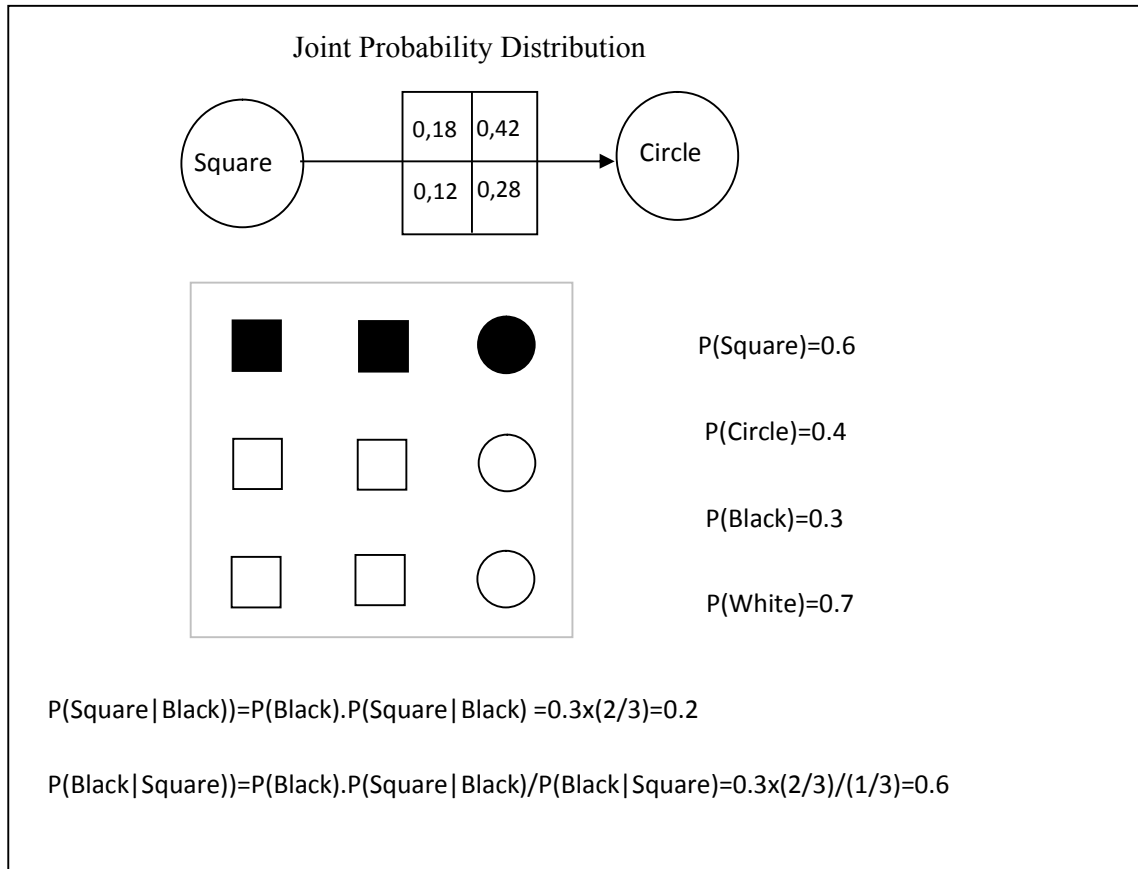 Joint Probability Distribution
Square
0,18 0,42
Circle
0,12 0,28
P(Square)=0.6
P(Circle)=0.4
P(Black)=0.3
P(White)=0.7
P(Square|Black))=P(Black).P(Square|Black) =0.3x(2/3)=0.2
P(Black|Square))=P(Black).P(Square|Black)/P(Black|Square)=0.3x(2/3)/(1/3)=0.6